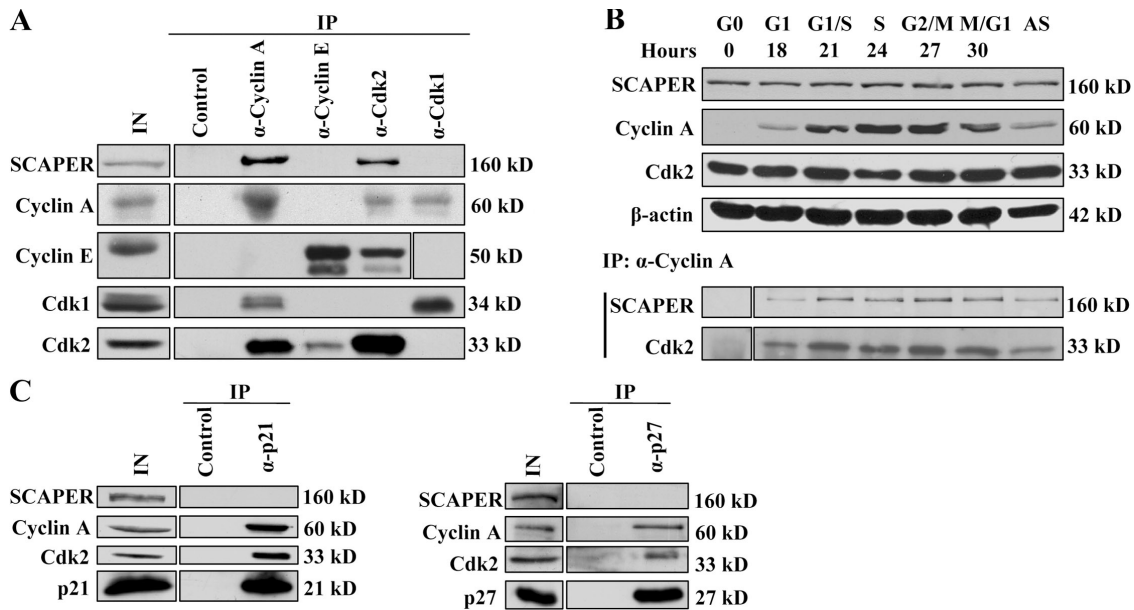 A
IP
IN
Control
α-Cyclin A
α-Cyclin E
α-Cdk2
α-Cdk1
SCAPER 160 kD
Cyclin A 60 kD
Cyclin E 50 kD
Cdk1 34 kD
Cdk2 33 kD
B
G0 G1 G1/S S G2/M M/G1 AS
Hours 0 18 21 24 27 30
SCAPER 160 kD
Cyclin A 60 kD
Cdk2 33 kD
β-actin 42 kD
IP: α-Cyclin A
SCAPER 160 kD
Cdk2 33 kD
C
IP
IN
Control
α-p21
SCAPER 160 kD
Cyclin A 60 kD
Cdk2 33 kD
p21 21 kD
IP
IN
Control
α-p27
SCAPER 160 kD
Cyclin A 60 kD
Cdk2 33 kD
p27 27 kD